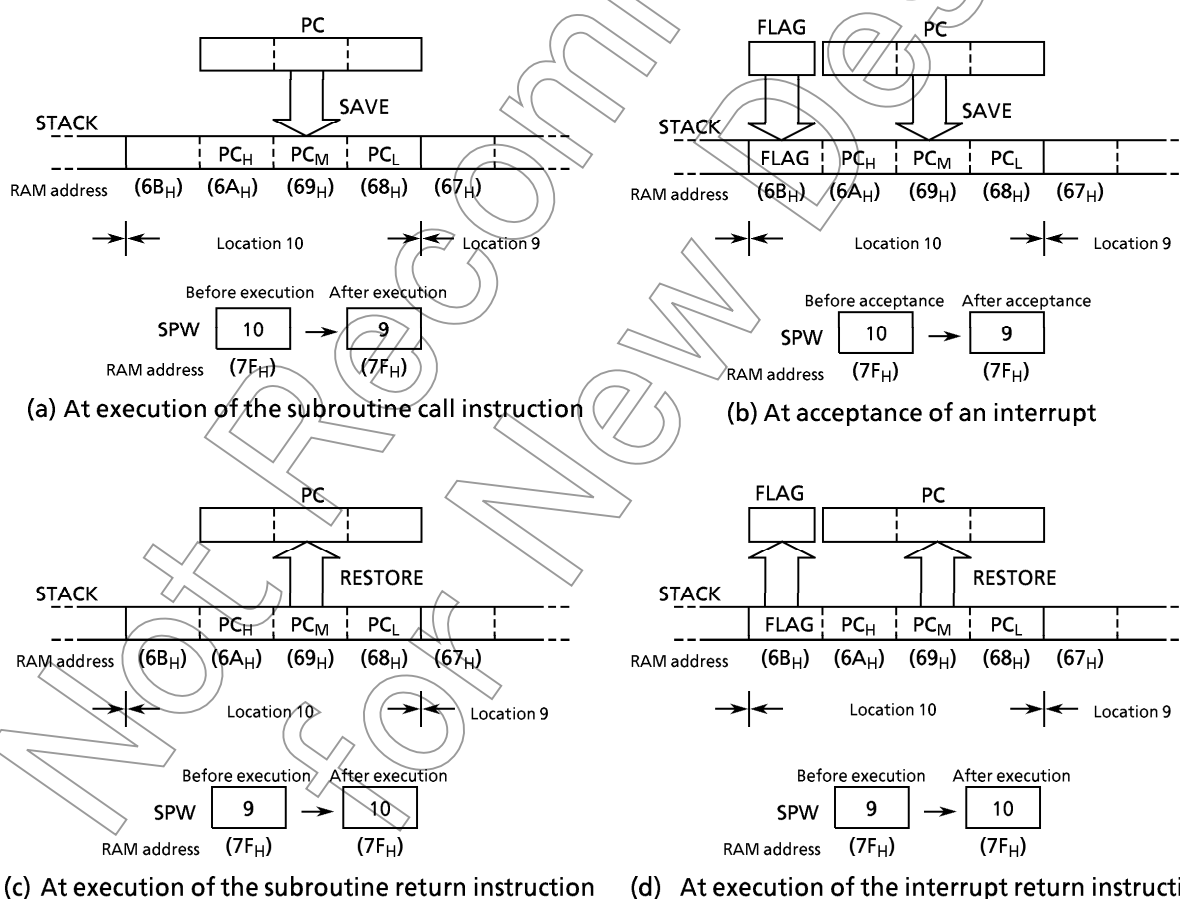 PC
SAVE
STACK
PCH PCM PCL
RAM address (6BH) (6AH) (69H) (68H) (67H)
Location 10 Location 9
Before execution After execution
SPW 10 9
RAM address (7FH) (7FH)
(a) At execution of the subroutine call instruction
FLAG PC
SAVE
STACK
FLAG PCH PCM PCL
RAM address (6BH) (6AH) (69H) (68H) (67H)
Location 10 Location 9
Before acceptance After acceptance
SPW 10 9
RAM address (7FH) (7FH)
(b) At acceptance of an interrupt
PC
RESTORE
STACK
PCH PCM PCL
RAM address (6BH) (6AH) (69H) (68H) (67H)
Location 10 Location 9
Before execution After execution
SPW 9 10
RAM address (7FH) (7FH)
(c) At execution of the subroutine return instruction
FLAG PC
RESTORE
STACK
FLAG PCH PCM PCL
RAM address (6BH) (6AH) (69H) (68H) (67H)
Location 10 Location 9
Before execution After execution
SPW 9 10
RAM address (7FH) (7FH)
(d) At execution of the interrupt return instructi
Not Recom
for New Des